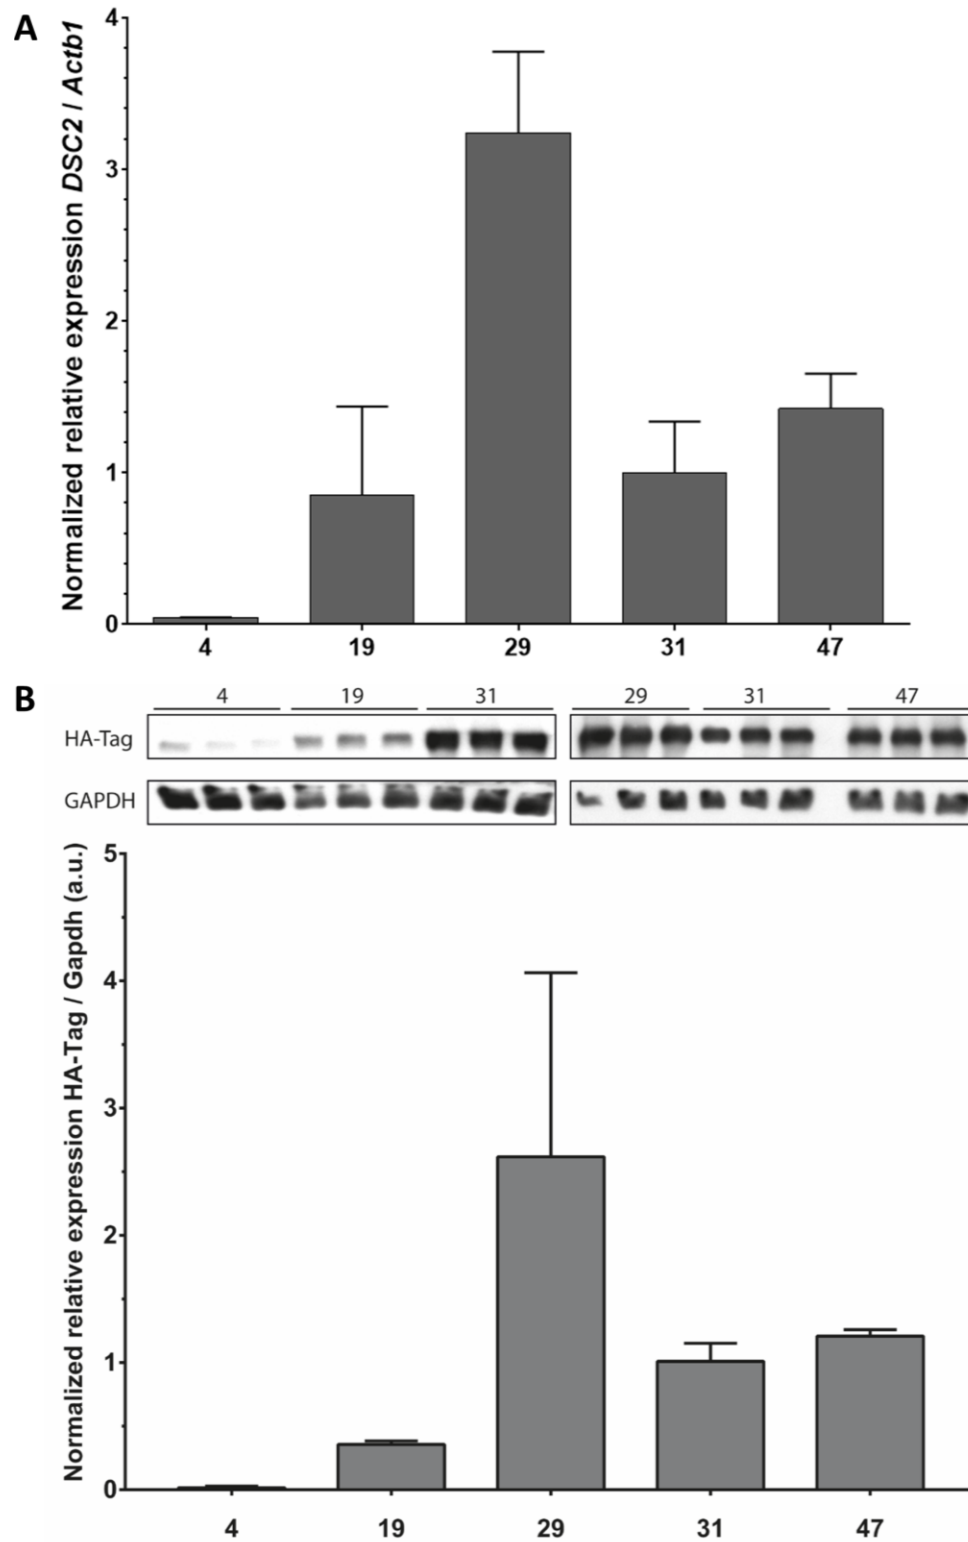 A
Normalized relative expression DSC2 / Actb1
4
3
2
1
0
4 19 29 31 47
B
4 19 31 29 31 47
HA-Tag
GAPDH
Normalized relative expression HA-Tag / Gapdh (a.u.)
5
4
3
2
1
0
4 19 29 31 47